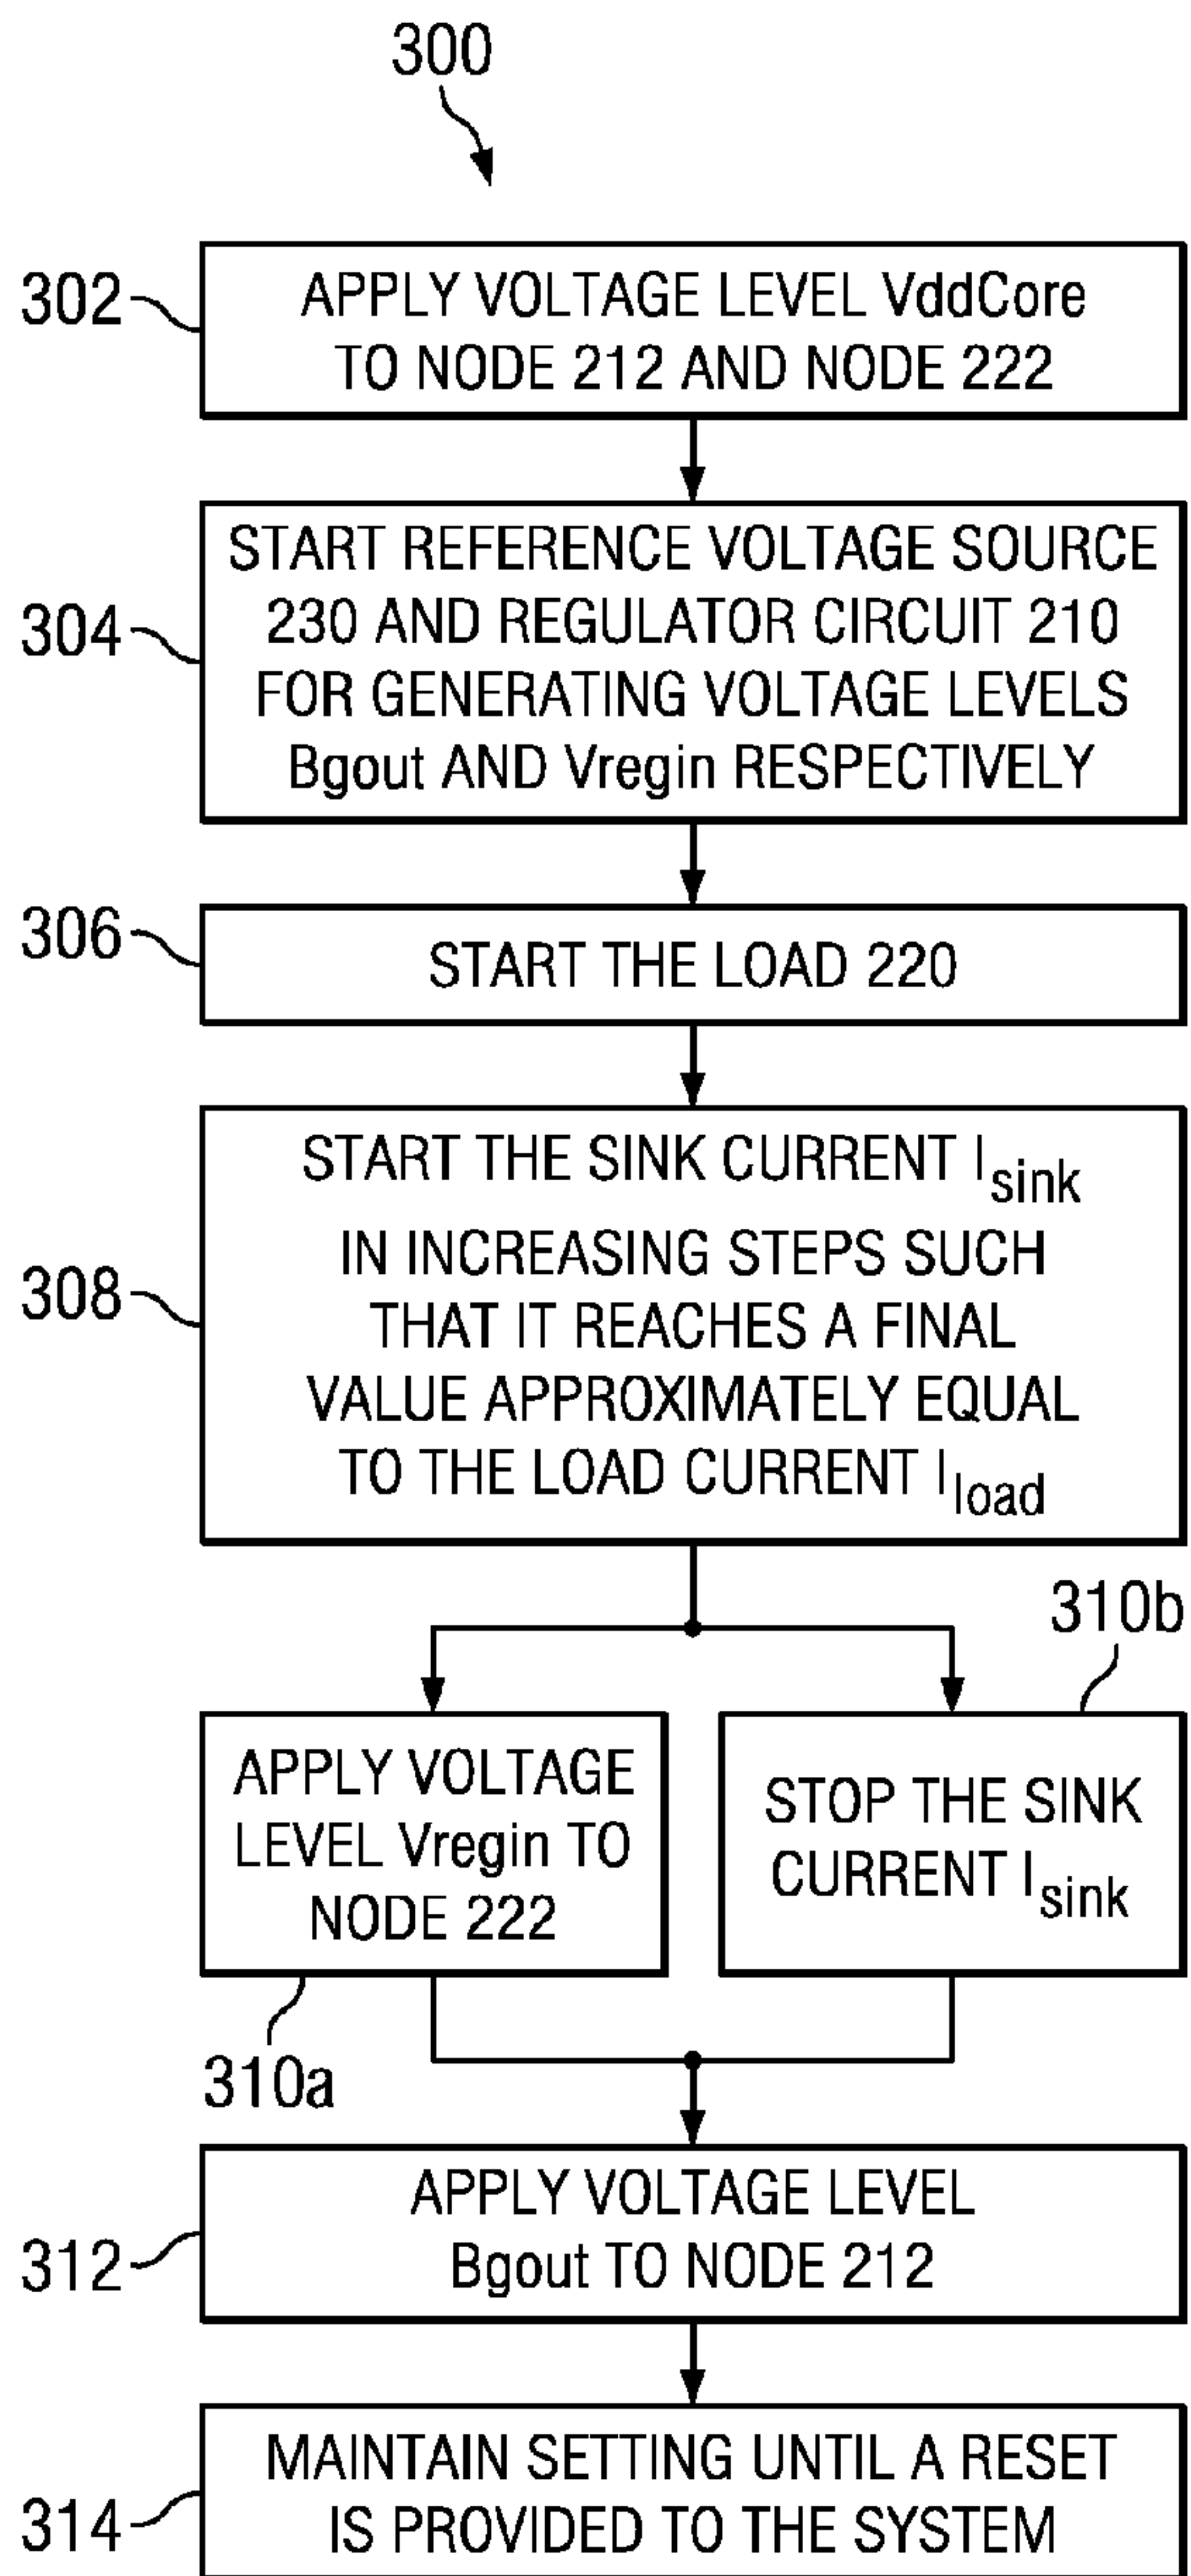 300
302
APPLY VOLTAGE LEVEL VddCore
TO NODE 212 AND NODE 222
304
START REFERENCE VOLTAGE SOURCE
230 AND REGULATOR CIRCUIT 210
FOR GENERATING VOLTAGE LEVELS
Bgout AND Vregin RESPECTIVELY
306
START THE LOAD 220
308
START THE SINK CURRENT I sink
IN INCREASING STEPS SUCH
THAT IT REACHES A FINAL
VALUE APPROXIMATELY EQUAL
TO THE LOAD CURRENT I load
310b
APPLY VOLTAGE
LEVEL Vregin TO
NODE 222
STOP THE SINK
CURRENT I sink
310a
312
APPLY VOLTAGE LEVEL
Bgout TO NODE 212
314
MAINTAIN SETTING UNTIL A RESET
IS PROVIDED TO THE SYSTEM